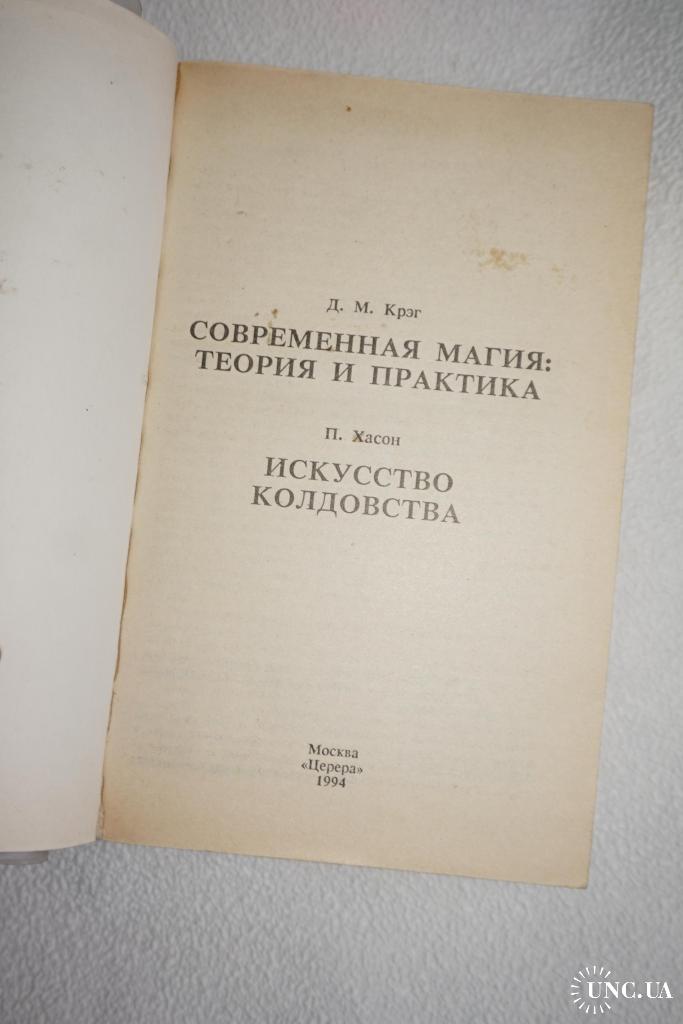 Д. М. Крэг
СОВРЕМЕННАЯ МАГИЯ:
ТЕОРИЯ И ПРАКТИКА
П. Хасон
ИСКУССТВО
КОЛДОВСТВА
Москва
«Церера»
1994
UNC.UA